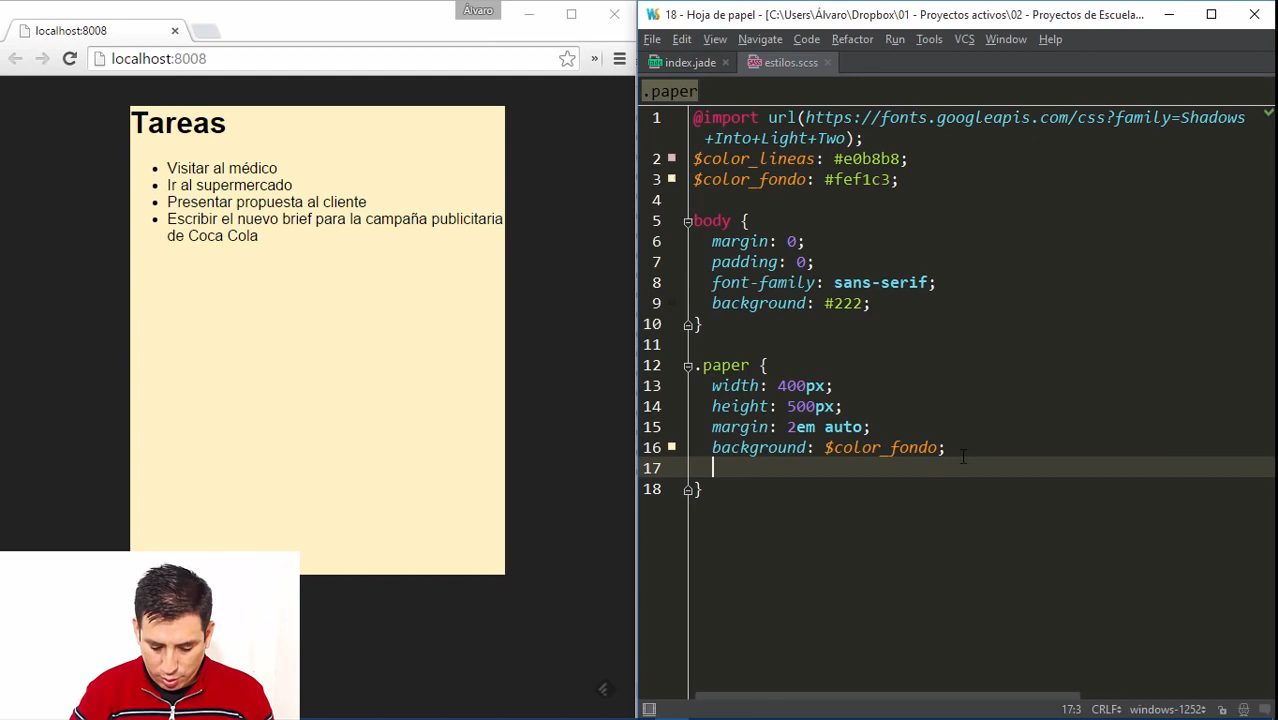 Álvaro
localhost:8008
localhost:8008
»
Tareas
• Visitar al médico
• Ir al supermercado
• Presentar propuesta al cliente
• Escribir el nuevo brief para la campaña publicitaria
de Coca Cola
18 - Hoja de papel - [C:\Users\Álvaro\Dropbox\01 - Proyectos activos\02 - Proyectos de Escuela...
File Edit View Navigate Code Refactor Run Tools VCS Window Help
index.jade estilos.scss
.paper
1 @import url(https://fonts.googleapis.com/css?family=Shadows
+Into+Light+Two);
2 $color_lineas: #e0b8b8;
3 $color_fondo: #fef1c3;
4
5 body {
6 margin: 0;
7 padding: 0;
8 font-family: sans-serif;
9 background: #222;
10 }
11
12 .paper {
13 width: 400px;
14 height: 500px;
15 margin: 2em auto;
16 background: $color_fondo;
17
18 }
17:3 CRLF÷ windows-1252÷